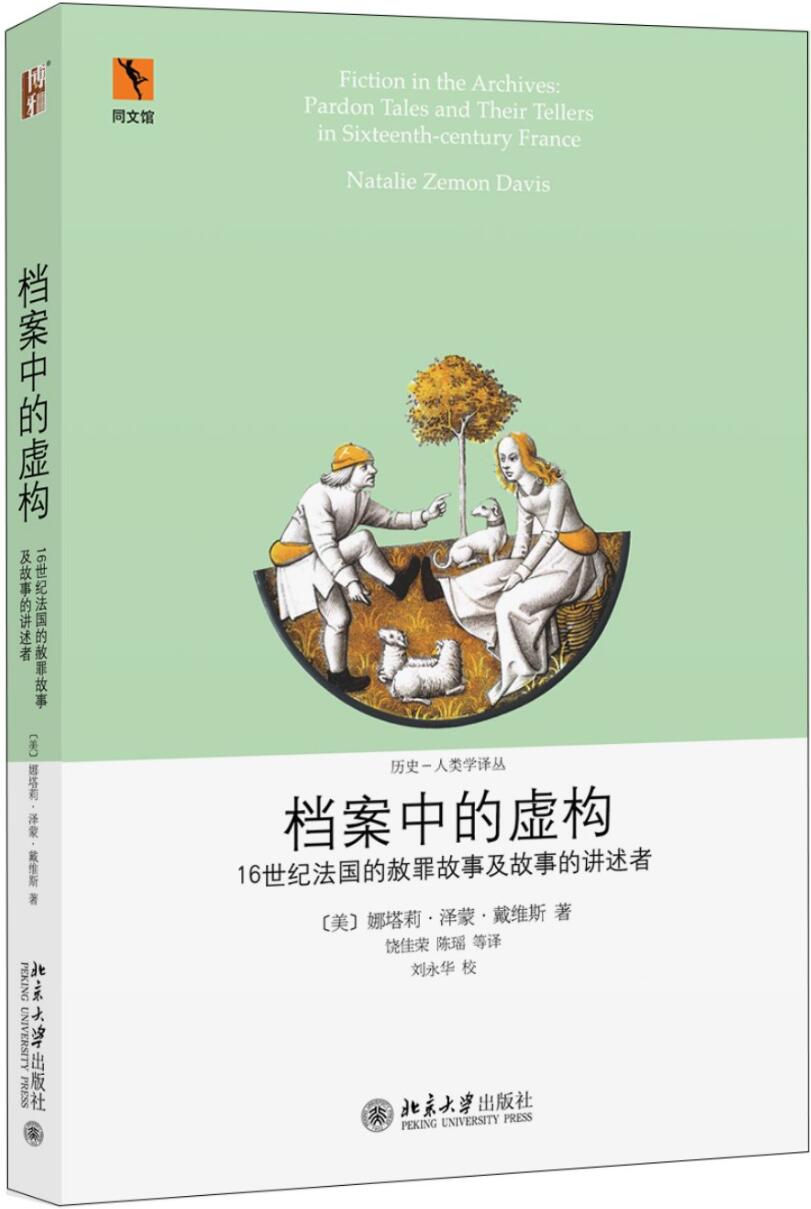 博雅
同文馆
Fiction in the Archives:
Pardon Tales and Their Tellers
in Sixteenth-century France
Natalie Zemon Davis
历史－人类学译丛
档案中的虚构
16世纪法国的赦罪故事及故事的讲述者
〔美〕娜塔莉·泽蒙·戴维斯 著
饶佳荣 陈瑶 等译
刘永华 校
北京大学出版社
PEKING UNIVERSITY PRESS
档案中的虚构
16世纪法国的赦罪故事
及故事的讲述者
〔美〕娜塔莉·泽蒙·戴维斯 著
北京大学出版社
PEKING UNIVERSITY PRESS